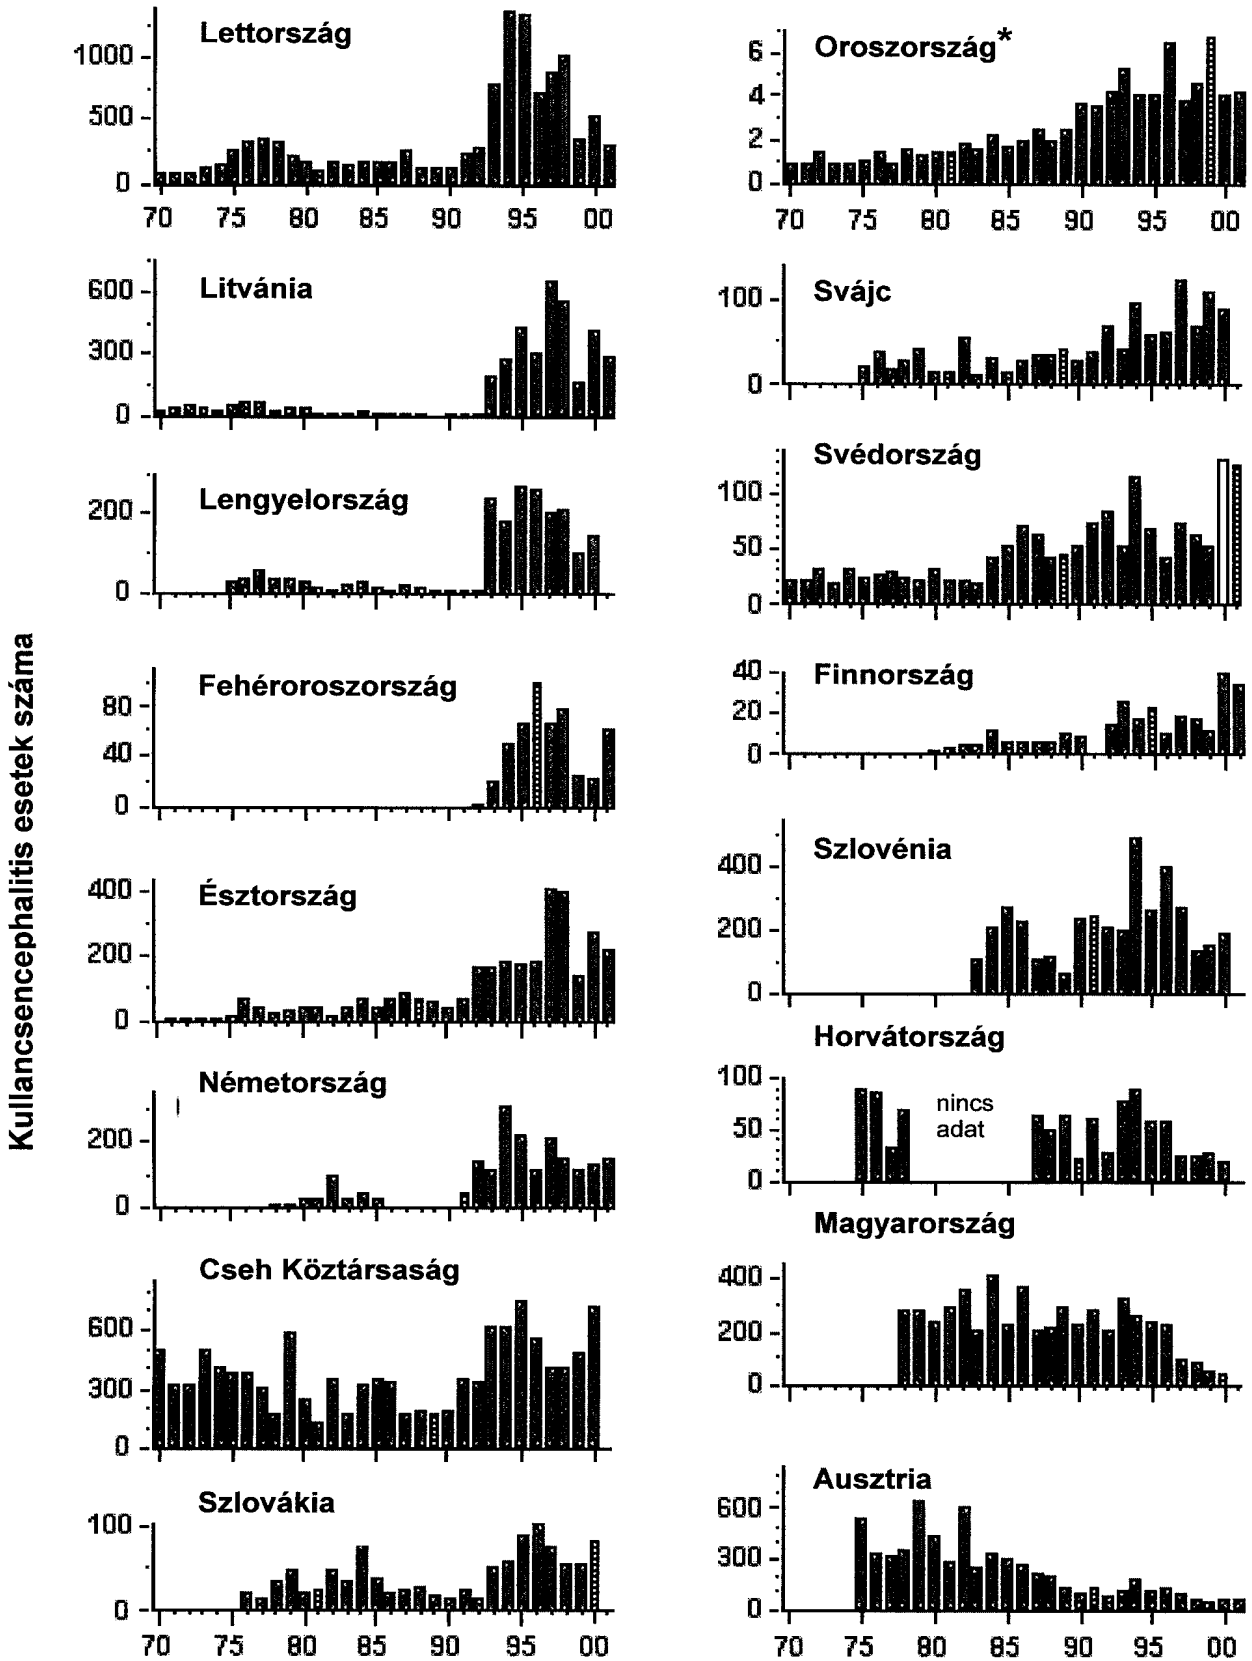 Kullancsencephalitis esetek száma
Lettország
1000
500
0
70 75 80 85 90 95 00
Litvánia
600
300
0
Lengyelország
200
0
Fehéroroszország
80
40
0
Észtország
400
200
0
Németország
200
0
Cseh Köztársaság
600
300
0
Szlovákia
100
0
70 75 80 85 90 95 00
Oroszország*
6
4
2
0
70 75 80 85 90 95 00
Svájc
100
0
Svédország
100
50
0
Finnország
40
20
0
Szlovénia
400
200
0
Horvátország
100
50
0
nincs
adat
Magyarország
400
200
0
Ausztria
600
300
0
70 75 80 85 90 95 00